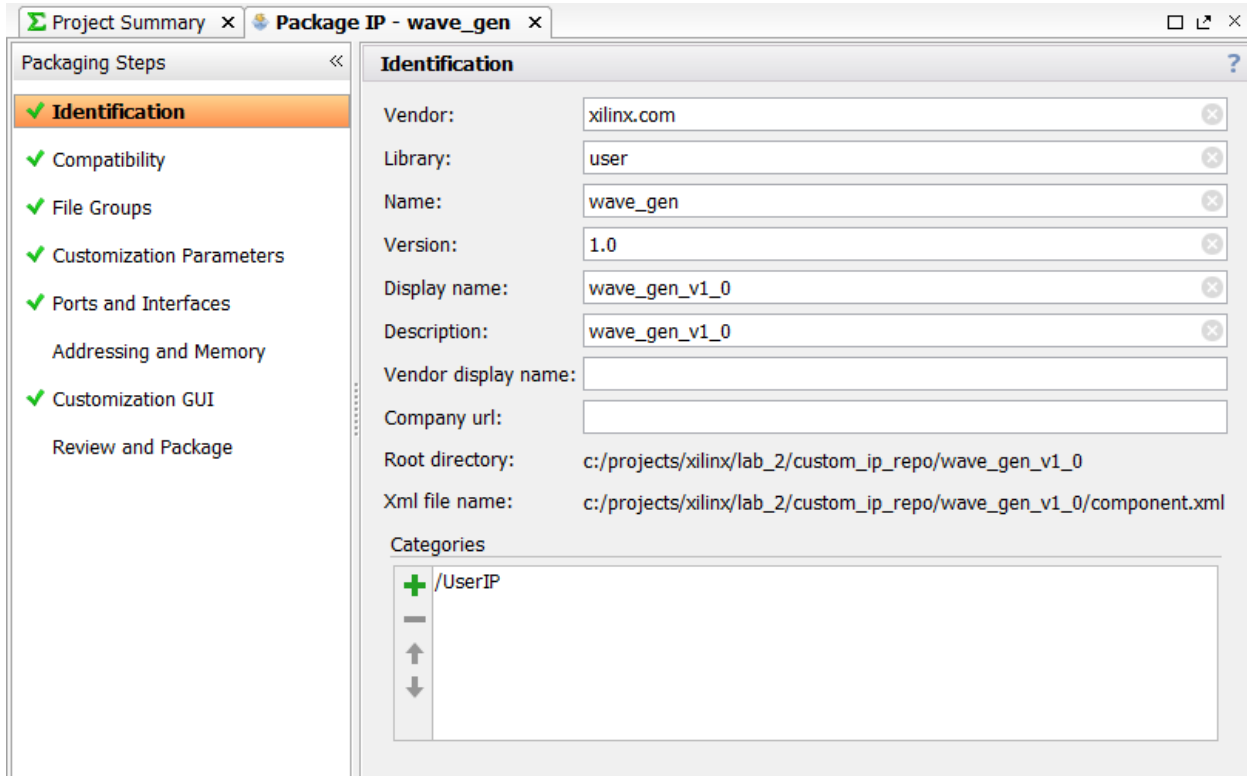 Project Summary
Package IP - wave_gen
Packaging Steps
Identification
Compatibility
File Groups
Customization Parameters
Ports and Interfaces
Addressing and Memory
Customization GUI
Review and Package
Identification
Vendor: xilinx.com
Library: user
Name: wave_gen
Version: 1.0
Display name: wave_gen_v1_0
Description: wave_gen_v1_0
Vendor display name:
Company url:
Root directory: c:/projects/xilinx/lab_2/custom_ip_repo/wave_gen_v1_0
Xml file name: c:/projects/xilinx/lab_2/custom_ip_repo/wave_gen_v1_0/component.xml
Categories
/UserIP